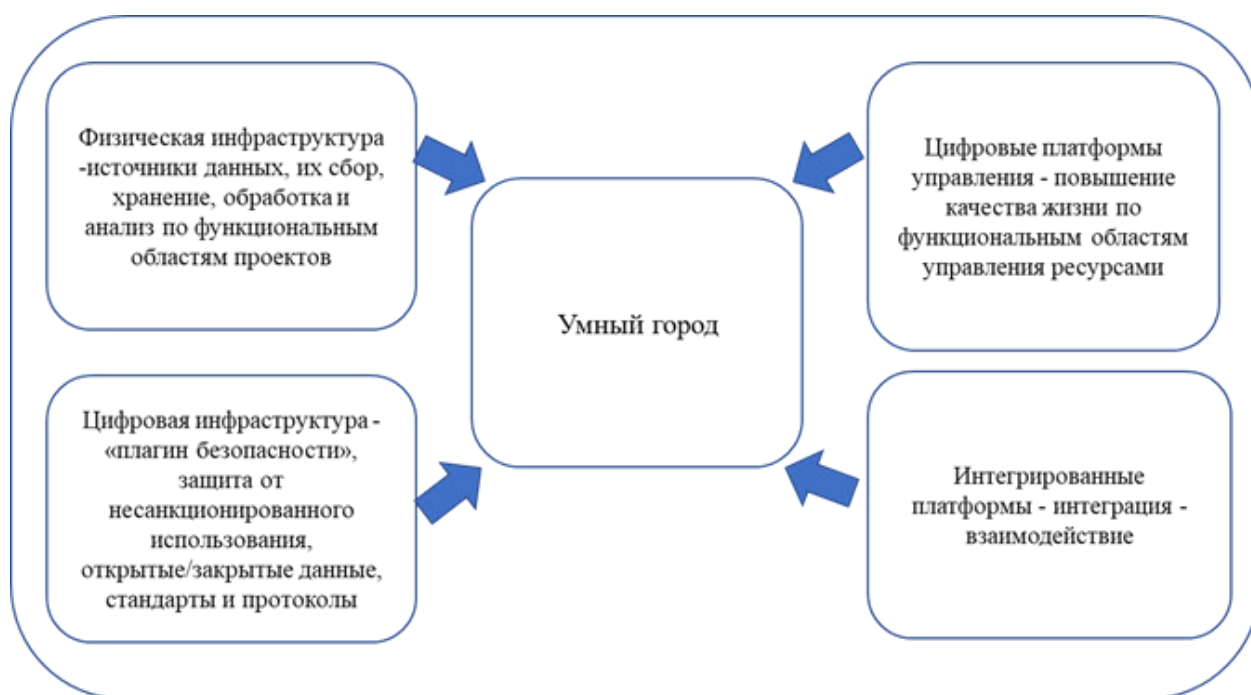 Физическая инфраструктура
-источники данных, их сбор,
хранение, обработка и
анализ по функциональным
областям проектов
Цифровая инфраструктура -
«плагин безопасности»,
защита от
несанкционированного
использования,
открытые/закрытые данные,
стандарты и протоколы
Умный город
Цифровые платформы
управления - повышение
качества жизни по
функциональным областям
управления ресурсами
Интегрированные
платформы - интеграция -
взаимодействие